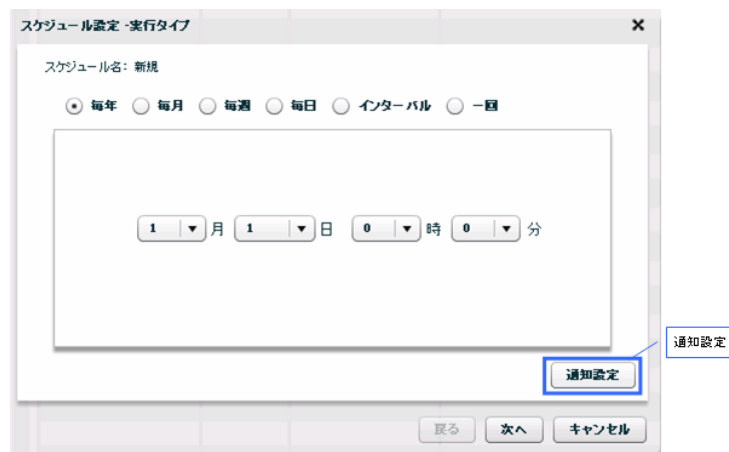 スケジュール設定 -実行タイプ
スケジュール名: 新規
毎年 毎月 毎週 毎日 インターバル 一回
1 月 1 日 0 時 0 分
通知設定
通知設定
戻る 次へ キャンセル